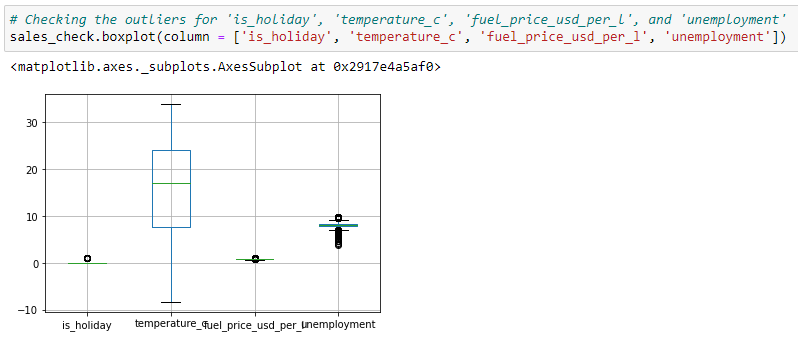 # Checking the outliers for 'is_holiday', 'temperature_c', 'fuel_price_usd_per_l', and 'unemployment'
sales_check.boxplot(column = ['is_holiday', 'temperature_c', 'fuel_price_usd_per_l', 'unemployment'])
<matplotlib.axes._subplots.AxesSubplot at 0x2917e4a5af0>
30
20
10
0
−10
is_holiday temperature_c fuel_price_usd_per_l unemployment